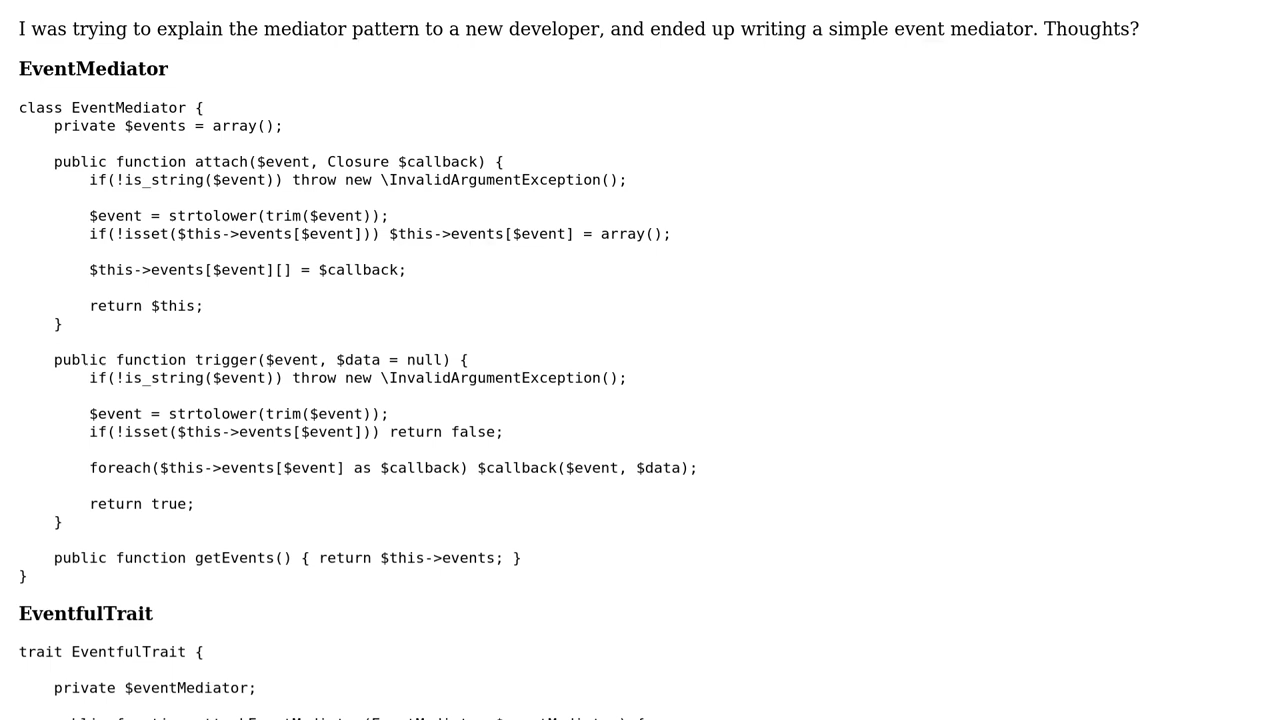 I was trying to explain the mediator pattern to a new developer, and ended up writing a simple event mediator. Thoughts?
EventMediator
class EventMediator {
    private $events = array();
    public function attach($event, Closure $callback) {
        if(!is_string($event)) throw new \InvalidArgumentException();
        $event = strtolower(trim($event));
        if(!isset($this->events[$event])) $this->events[$event] = array();
        $this->events[$event][] = $callback;
        return $this;
    }
    public function trigger($event, $data = null) {
        if(!is_string($event)) throw new \InvalidArgumentException();
        $event = strtolower(trim($event));
        if(!isset($this->events[$event])) return false;
        foreach($this->events[$event] as $callback) $callback($event, $data);
        return true;
    }
    public function getEvents() { return $this->events; }
}
EventfulTrait
trait EventfulTrait {
    private $eventMediator;